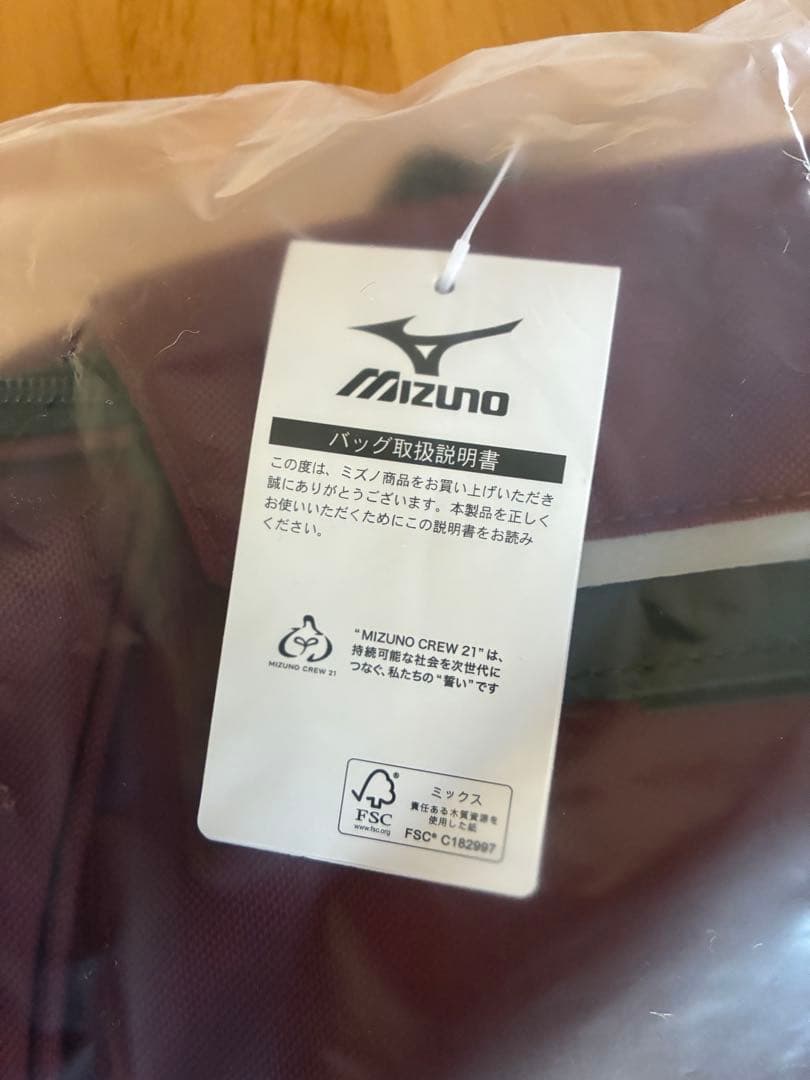 MIZUNO
バッグ取扱説明書
この度は、ミズノ商品をお買い上げいただき
誠にありがとうございます。本製品を正しく
お使いいただくためにこの説明書をお読み
ください。
MIZUNO CREW 21
“MIZUNO CREW 21”は、
持続可能な社会を次世代に
つなぐ、私たちの“誓い”です
FSC
www.fsc.org
ミックス
責任ある木質資源を
使用した紙
FSC® C182997